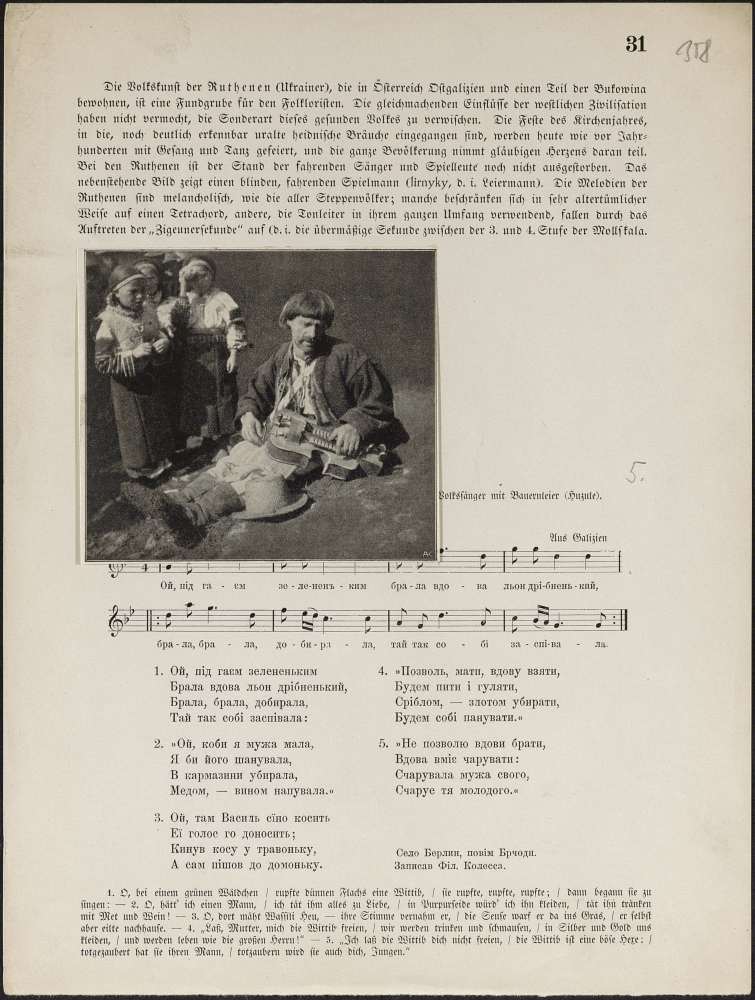 31
358
Die Volkskunst der Ruthenen (Ukrainer), die in Österreich Ostgalizien und einen Teil der Bukowina
bewohnen, ist eine Fundgrube für den Folkloristen. Die gleichmachenden Einflüsse der westlichen Zivilisation
haben nicht vermocht, die Sonderart dieses gesunden Volkes zu verwischen. Die Feste des Kirchenjahres,
in die, noch deutlich erkennbar uralte heidnische Bräuche eingegangen sind, werden heute wie vor Jahr-
hunderten mit Gesang und Tanz gefeiert, und die ganze Bevölkerung nimmt gläubigen Herzens daran teil.
Bei den Ruthenen ist der Stand der fahrenden Sänger und Spielleute noch nicht ausgestorben. Das
nebenstehende Bild zeigt einen blinden, fahrenden Spielmann (lirnyky, d. i. Leiermann). Die Melodien der
Ruthenen sind melancholisch, wie die aller Steppenvölker; manche beschränken sich in sehr altertümlicher
Weise auf einen Tetrachord, andere, die Tonleiter in ihrem ganzen Umfang verwendend, fallen durch das
Auftreten der „Zigeunersekunde" auf (d. i. die übermäßige Sekunde zwischen der 3. und 4. Stufe der Mollskala.
5.
Volkssänger mit Bauernleier (Huzule).
Aus Galizien
4
Ой, під га - єм зе - ле-нень - ким бра - ла вдо - ва льон дрі-бнень-кий,
бра - ла, бра - ла, до - би - ра - ла, тай так со - бі за - спі-ва - ла.
1. Ой, під гаєм зелененьким
Брала вдова льон дрібненький,
Брала, брала, добирала,
Тай так собі заспівала:
2. »Ой, коби я мужа мала,
Я би його шанувала,
В кармазини убирала,
Медом, — вином напувала.«
3. Ой, там Василь сїно косить
Еї голос го доносить;
Кинув косу у травоньку,
А сам пішов до домоньку.
4. »Позволь, мати, вдову взяти,
Будем пити і гуляти,
Сріблом, — злотом убирати,
Будем собі панувати.«
5. »Не позволю вдови брати,
Вдова вміє чарувати:
Счарувала мужа свого,
Счарує тя молодого.«
Село Берлин, повім Брчоди.
Записав Філ. Колесса.
1. O, bei einem grünen Wäldchen / rupfte dünnen Flachs eine Wittib, / sie rupfte, rupfte, rupfte; / dann begann sie zu
singen: — 2. O, hätt' ich einen Mann, / ich tät ihm alles zu Liebe, / in Purpurseide würd' ich ihn kleiden, / tät ihn tränken
mit Met und Wein! — 3. O, dort mäht Wassili Heu, — ihre Stimme vernahm er, / die Sense warf er da ins Gras, / er selbst
aber eilte nachhause. — 4. „Laß, Mutter, mich die Wittib freien, / wir werden trinken und schmausen, / in Silber und Gold uns
kleiden, / und werden leben wie die großen Herrn!" — 5. „Ich laß die Wittib dich nicht freien, / die Wittib ist eine böse Hexe: /
totgezaubert hat sie ihren Mann, / totzaubern wird sie auch dich, Jungen."